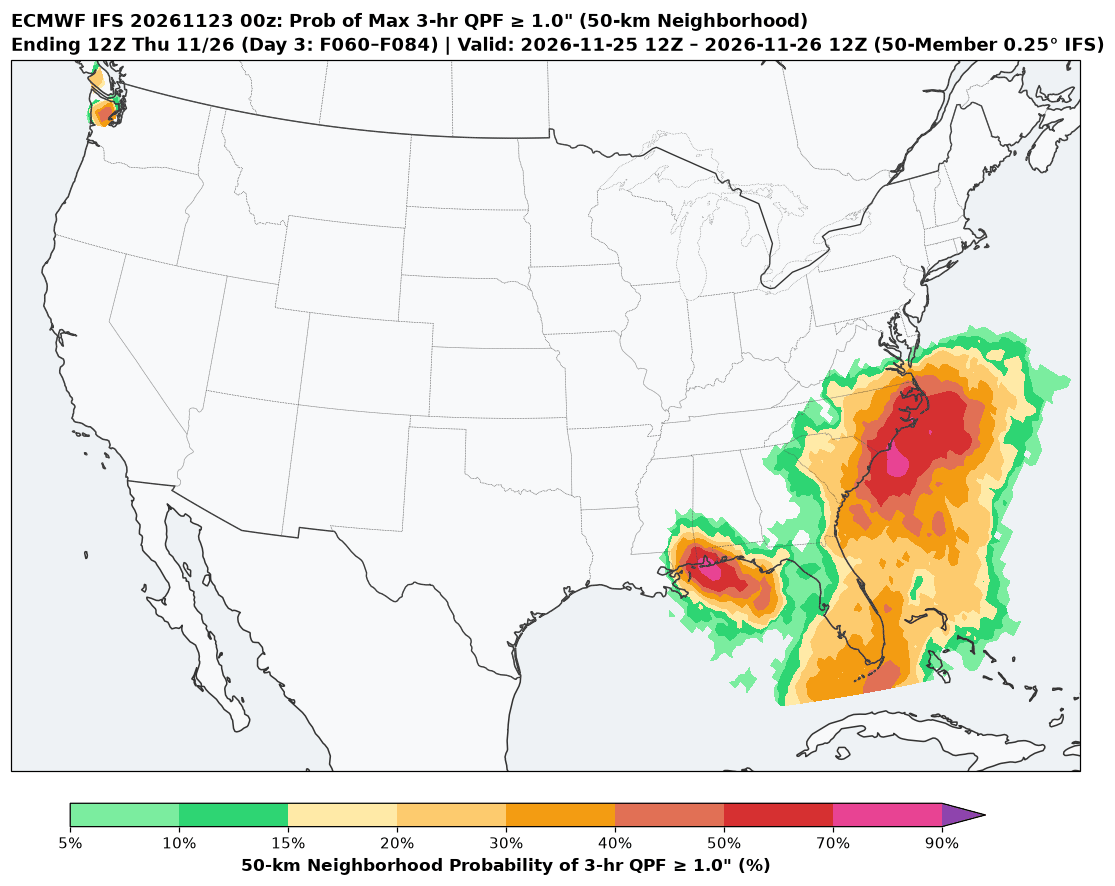 ECMWF IFS 20261123 00z: Prob of Max 3-hr QPF ≥ 1.0" (50-km Neighborhood)
Ending 12Z Thu 11/26 (Day 3: F060–F084) | Valid: 2026-11-25 12Z – 2026-11-26 12Z (50-Member 0.25° IFS)
5% 10% 15% 20% 30% 40% 50% 70% 90%
50-km Neighborhood Probability of 3-hr QPF ≥ 1.0" (%)